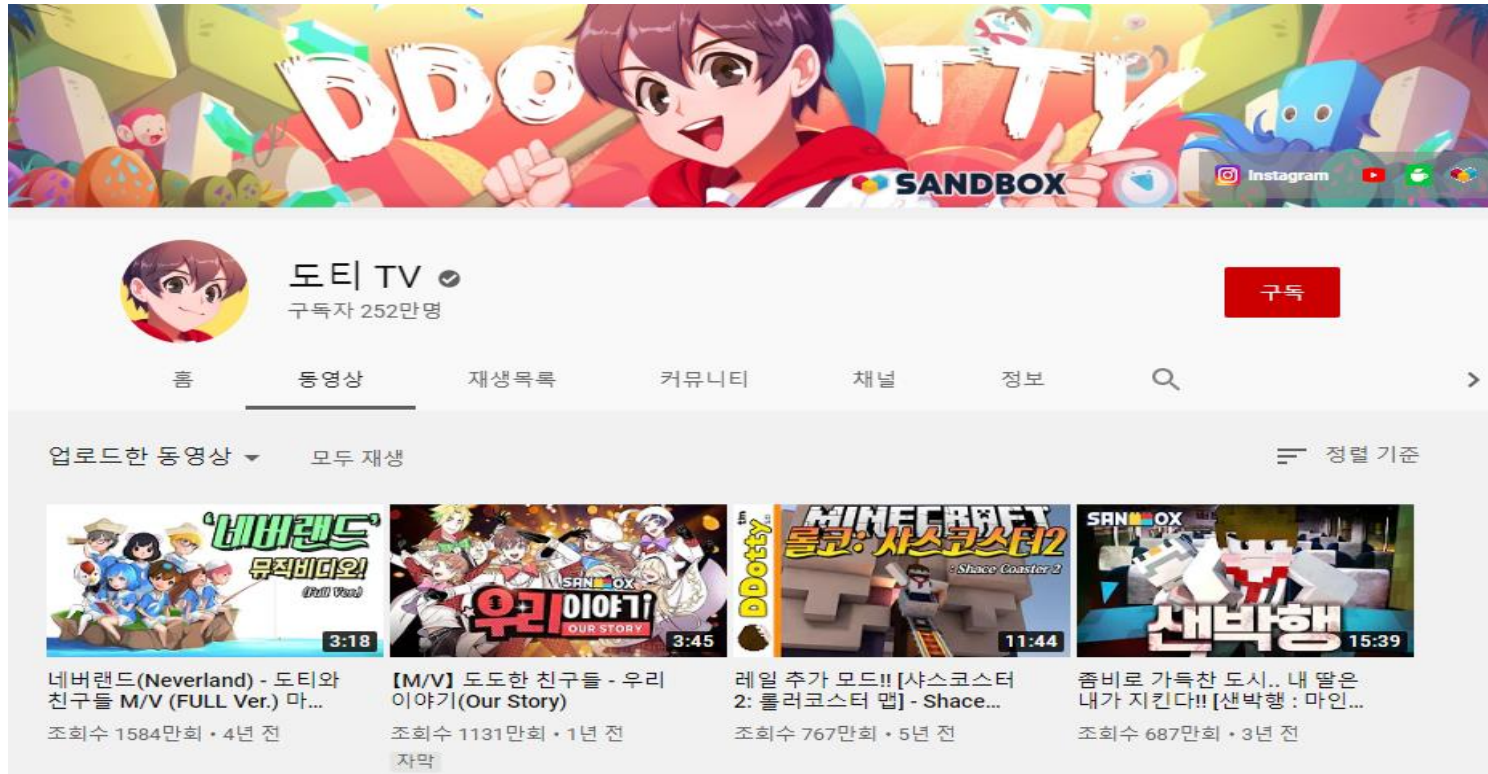 DDOTTY
SANDBOX
Instagram
도티 TV
구독자 252만명
구독
홈 동영상 재생목록 커뮤니티 채널 정보
업로드한 동영상 모두 재생 정렬 기준
'네버랜드'
뮤직비디오!
(Full Ver.)
3:18
SANDBOX
우리이야기
OUR STORY
3:45
DDotty
TM
MINECRAFT
롤코: 샤스코스터2
: Shace Coaster 2
11:44
SANDBOX
샌박행
15:39
네버랜드(Neverland) - 도티와
친구들 M/V (FULL Ver.) 마...
조회수 1584만회 • 4년 전
【M/V】 도도한 친구들 - 우리
이야기(Our Story)
조회수 1131만회 • 1년 전
자막
레일 추가 모드!! [샤스코스터
2: 롤러코스터 맵] - Shace...
조회수 767만회 • 5년 전
좀비로 가득찬 도시.. 내 딸은
내가 지킨다!! [샌박행 : 마인...
조회수 687만회 • 3년 전